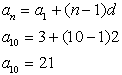 aₙ = a₁ + (n − 1)d
a₁₀ = 3 + (10 − 1)2
a₁₀ = 21